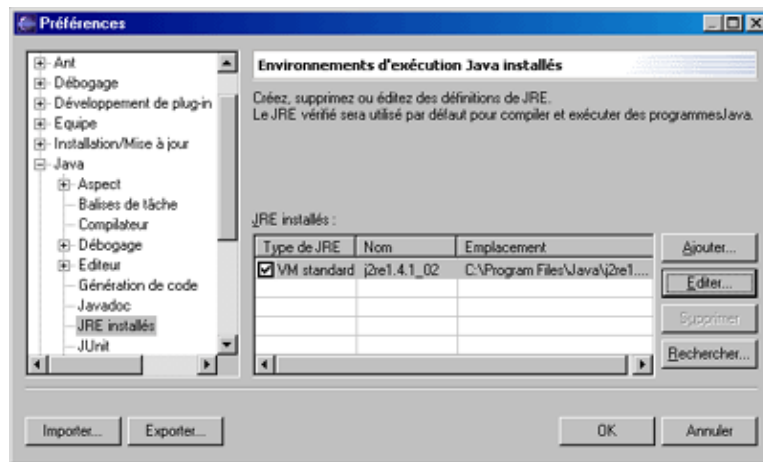 Préférences
Ant
Débogage
Développement de plug-in
Equipe
Installation/Mise à jour
Java
Aspect
Balises de tâche
Compilateur
Débogage
Editeur
Génération de code
Javadoc
JRE installés
JUnit
Environnements d'exécution Java installés
Créez, supprimez ou éditez des définitions de JRE.
Le JRE vérifié sera utilisé par défaut pour compiler et exécuter des programmesJava.
JRE installés :
Type de JRE Nom Emplacement
VM standard j2re1.4.1_02 C:\Program Files\Java\j2re1....
Ajouter...
Editer...
Supprimer
Rechercher...
Importer... Exporter... OK Annuler